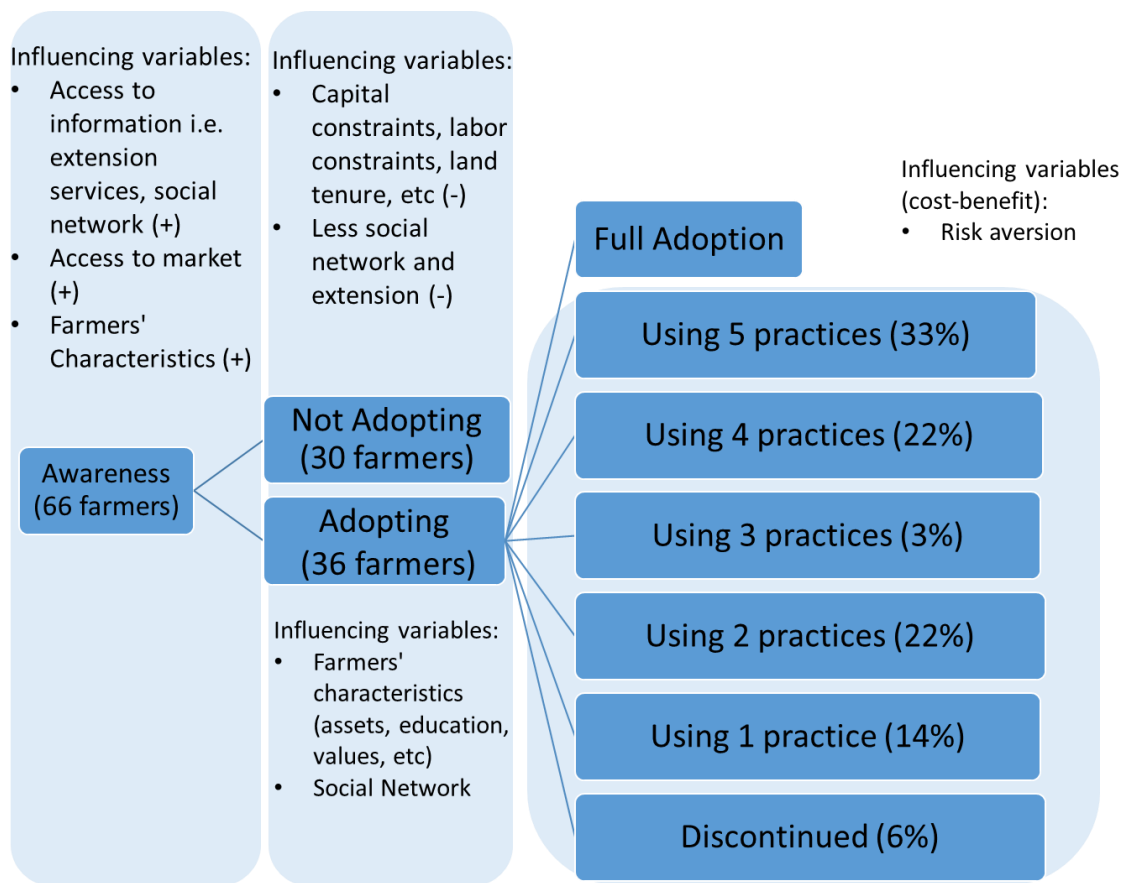 Influencing variables:
• Access to
information i.e.
extension
services, social
network (+)
• Access to market
(+)
• Farmers'
Characteristics (+)
Awareness
(66 farmers)
Influencing variables:
• Capital
constraints, labor
constraints, land
tenure, etc (-)
• Less social
network and
extension (-)
Not Adopting
(30 farmers)
Adopting
(36 farmers)
Influencing variables:
• Farmers'
characteristics
(assets, education,
values, etc)
• Social Network
Influencing variables
(cost-benefit):
• Risk aversion
Full Adoption
Using 5 practices (33%)
Using 4 practices (22%)
Using 3 practices (3%)
Using 2 practices (22%)
Using 1 practice (14%)
Discontinued (6%)